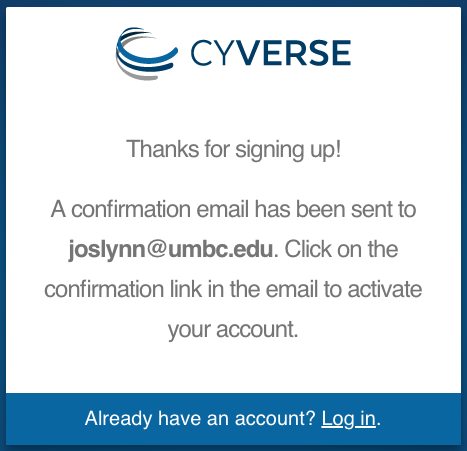 CYVERSE
Thanks for signing up!
A confirmation email has been sent to
joslynn@umbc.edu. Click on the
confirmation link in the email to activate
your account.
Already have an account? Log in.